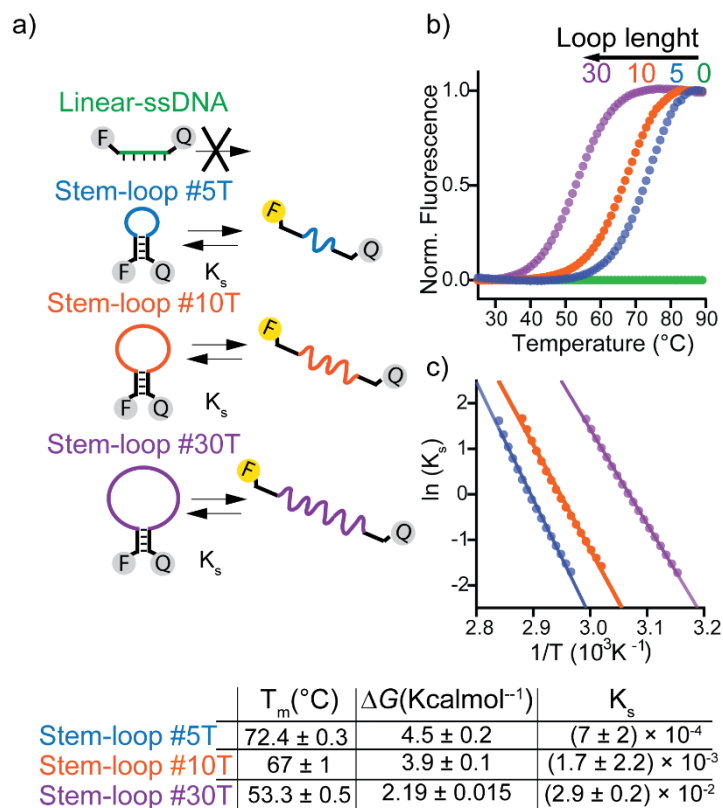 a)
Linear-ssDNA
F Q
Stem-loop #5T
F Q
F Q
Kₛ
Stem-loop #10T
F Q
F Q
Kₛ
Stem-loop #30T
F Q
F Q
Kₛ
b)
Loop lenght
30 10 5 0
Norm. Fluorescence
1.0
0.5
0.0
30 40 50 60 70 80 90
Temperature (°C)
c)
ln (Kₛ)
2
1
0
-1
-2
2.8 2.9 3.0 3.1 3.2
1/T (10³K⁻¹)
Tₘ(°C) ΔG(Kcalmol⁻⁻¹) Kₛ
Stem-loop #5T 72.4 ± 0.3 4.5 ± 0.2 (7 ± 2) × 10⁻⁴
Stem-loop #10T 67 ± 1 3.9 ± 0.1 (1.7 ± 2.2) × 10⁻³
Stem-loop #30T 53.3 ± 0.5 2.19 ± 0.015 (2.9 ± 0.2) × 10⁻²